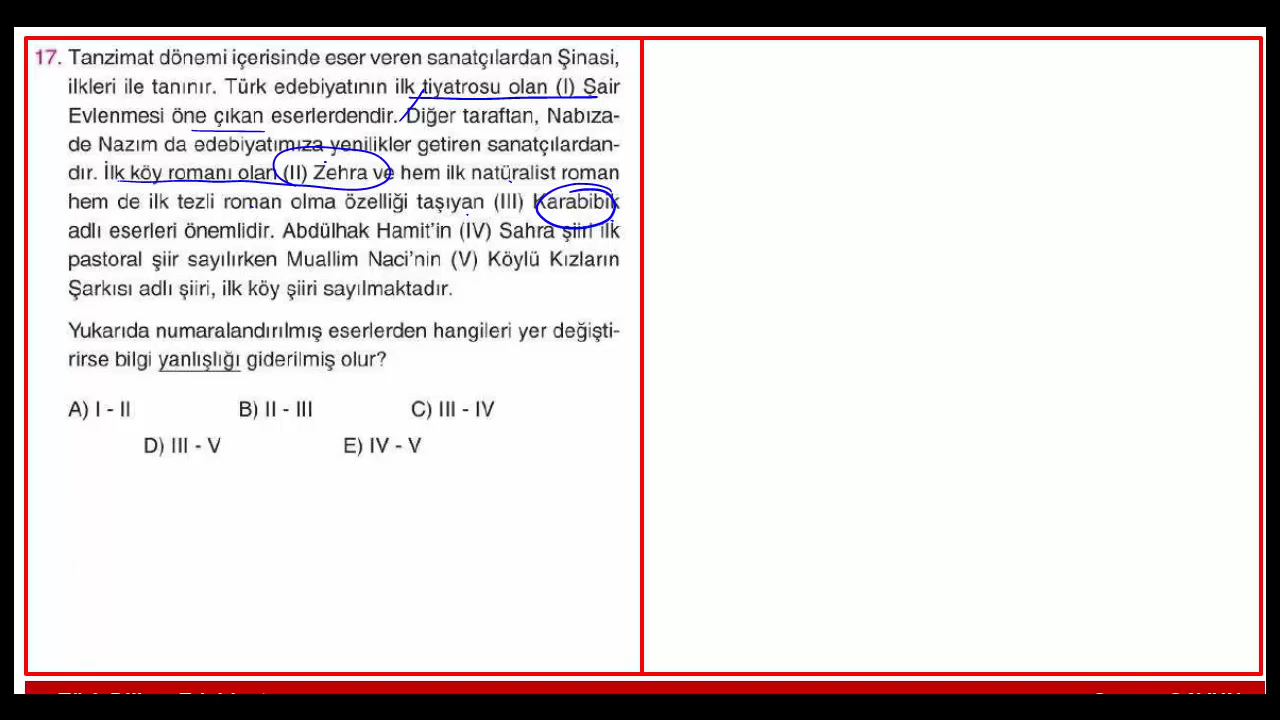 17. Tanzimat dönemi içerisinde eser veren sanatçılardan Şinasi,
ilkleri ile tanınır. Türk edebiyatının ilk tiyatrosu olan (I) Şair
Evlenmesi öne çıkan eserlerdendir. Diğer taraftan, Nabıza-
de Nazım da edebiyatımıza yenilikler getiren sanatçılardan-
dır. İlk köy romanı olan (II) Zehra ve hem ilk natüralist roman
hem de ilk tezli roman olma özelliği taşıyan (III) Karabibik
adlı eserleri önemlidir. Abdülhak Hamit'in (IV) Sahra şiiri ilk
pastoral şiir sayılırken Muallim Naci'nin (V) Köylü Kızların
Şarkısı adlı şiiri, ilk köy şiiri sayılmaktadır.
Yukarıda numaralandırılmış eserlerden hangileri yer değişti-
rirse bilgi yanlışlığı giderilmiş olur?
A) I - II B) II - III C) III - IV
D) III - V E) IV - V